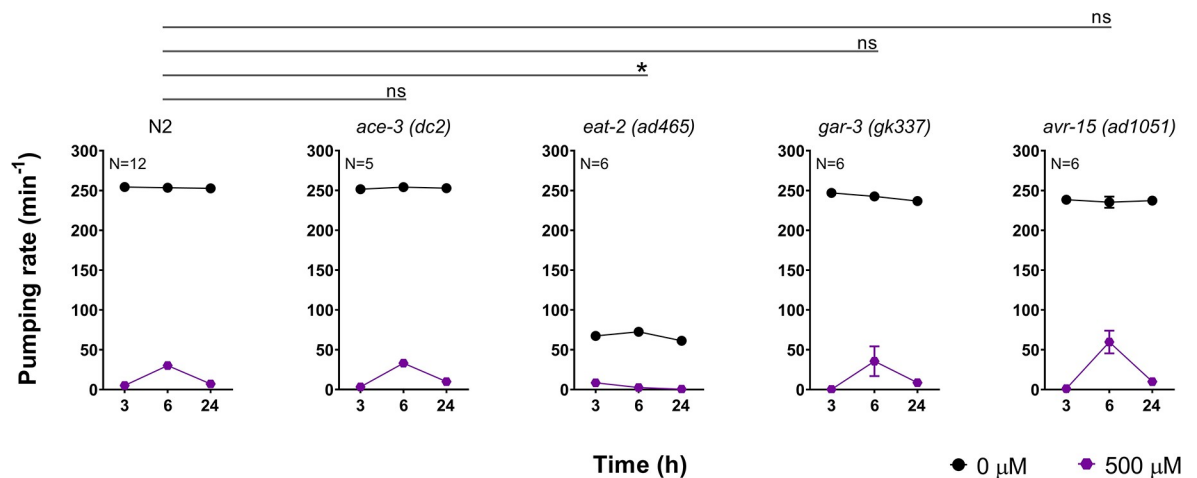 ns
ns
*
ns
N2 ace-3 (dc2) eat-2 (ad465) gar-3 (gk337) avr-15 (ad1051)
Pumping rate (min-1)
300 300 300 300 300
N=12 N=5 N=6 N=6 N=6
250 250 250 250 250
200 200 200 200 200
150 150 150 150 150
100 100 100 100 100
50 50 50 50 50
0 0 0 0 0
3 6 24 3 6 24 3 6 24 3 6 24 3 6 24
Time (h)
0 µM 500 µM